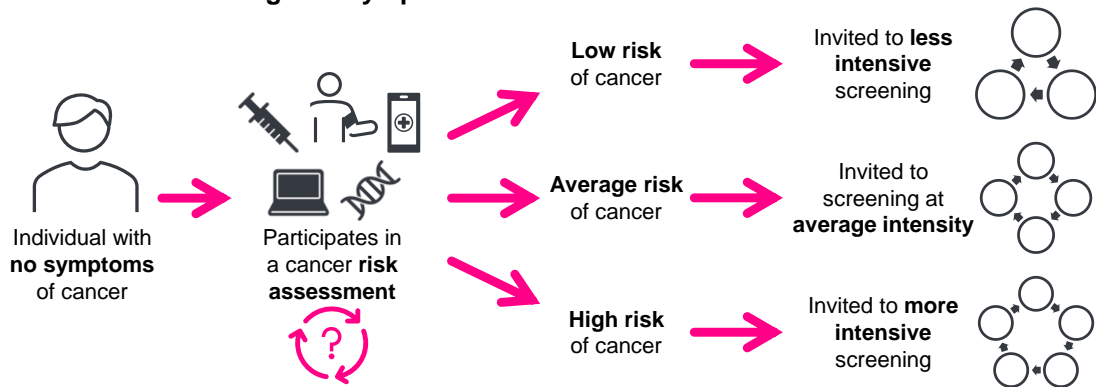 Individual with
no symptoms
of cancer
Participates in
a cancer risk
assessment
?
Low risk
of cancer
Invited to less
intensive
screening
Average risk
of cancer
Invited to
screening at
average intensity
High risk
of cancer
Invited to more
intensive
screening